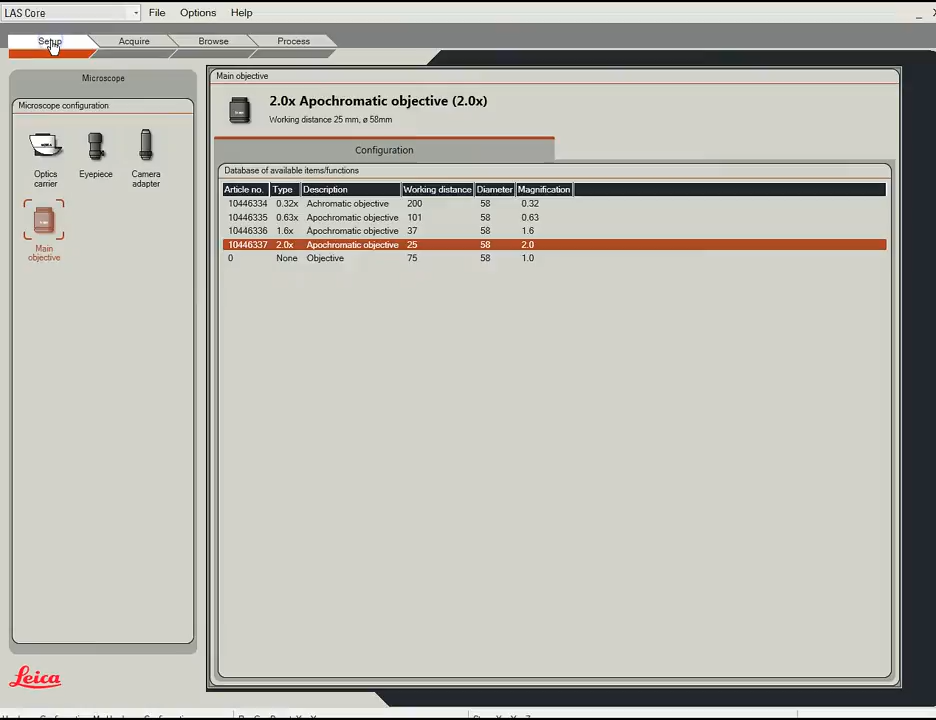 LAS Core File Options Help
Setup Acquire Browse Process
Microscope
Microscope configuration
Optics carrier
Eyepiece
Camera adapter
Main objective
Leica
Main objective
2.0x Apochromatic objective (2.0x)
Working distance 25 mm, ø 58mm
Configuration
Database of available items/functions
Article no. Type Description Working distance Diameter Magnification
10446334 0.32x Achromatic objective 200 58 0.32
10446335 0.63x Apochromatic objective 101 58 0.63
10446336 1.6x Apochromatic objective 37 58 1.6
10446337 2.0x Apochromatic objective 25 58 2.0
0 None Objective 75 58 1.0